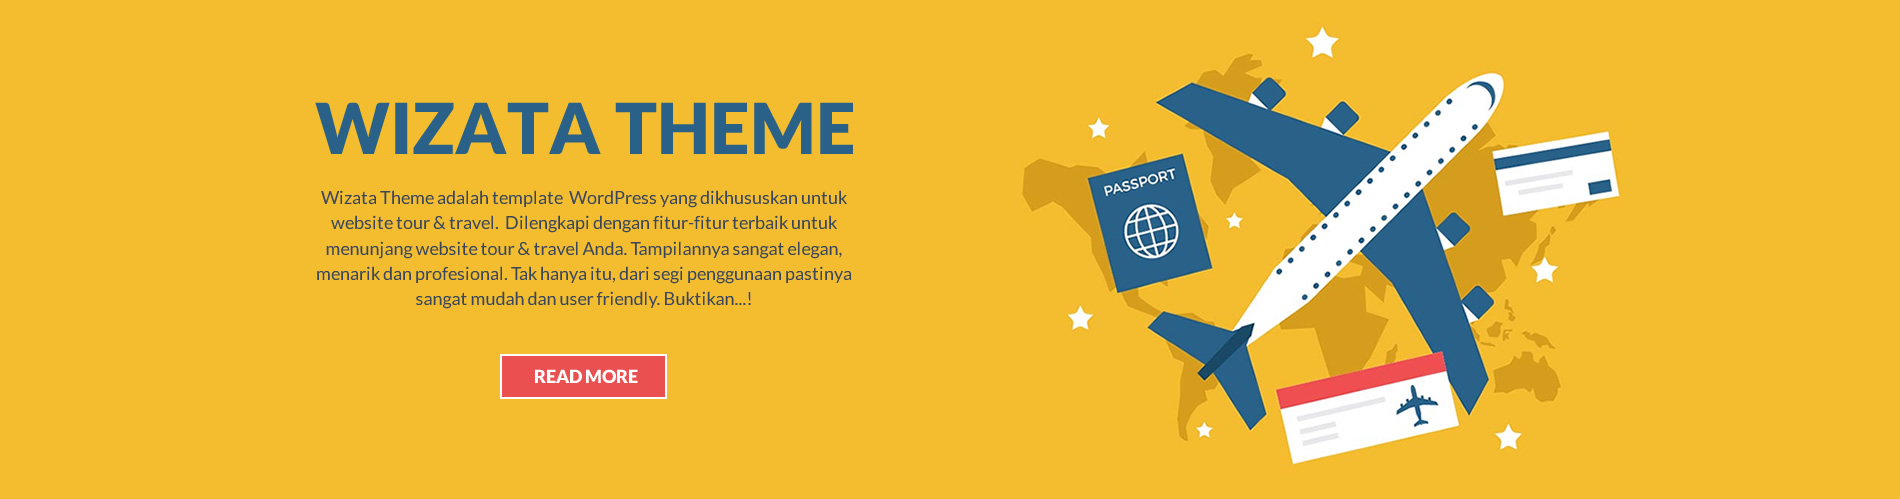 WIZATA THEME
Wizata Theme adalah template  WordPress yang dikhususkan untuk
website tour & travel.  Dilengkapi dengan fitur-fitur terbaik untuk
menunjang website tour & travel Anda. Tampilannya sangat elegan,
menarik dan profesional. Tak hanya itu, dari segi penggunaan pastinya
sangat mudah dan user friendly. Buktikan...!
READ MORE
PASSPORT